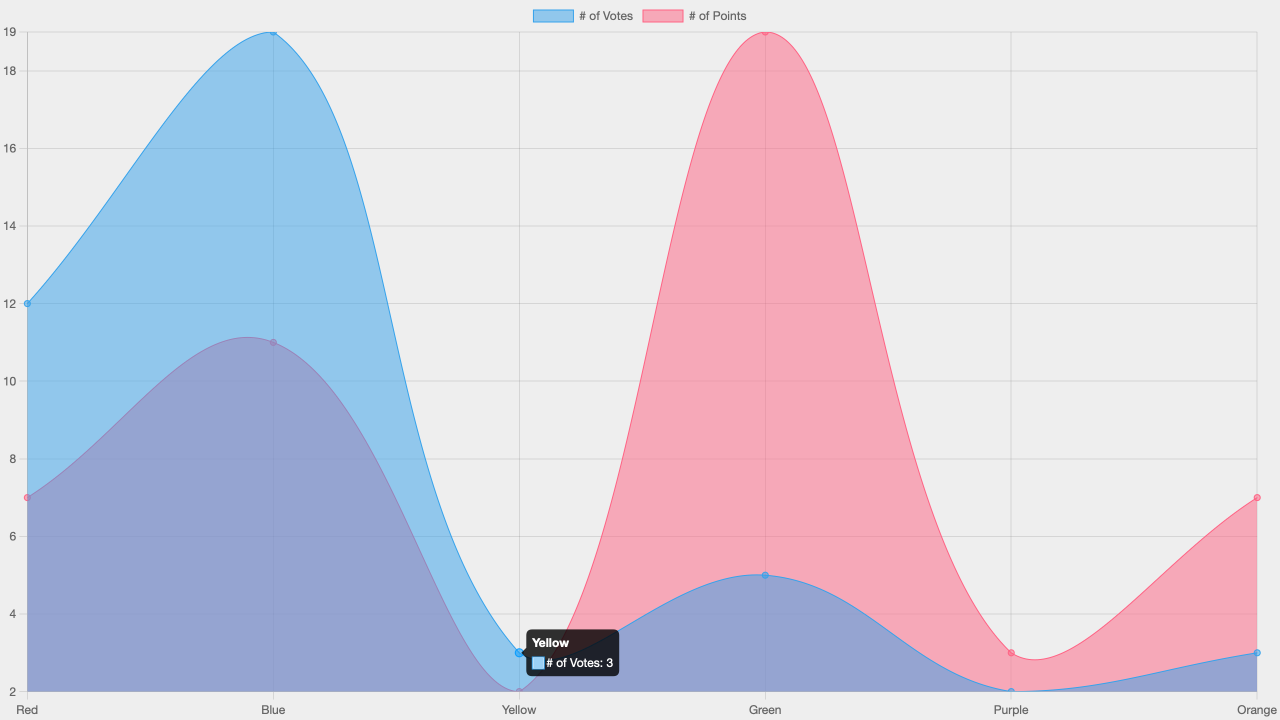 # of Votes # of Points
19
18
16
14
12
10
8
6
4
2
Yellow
# of Votes: 3
Red Blue Yellow Green Purple Orange